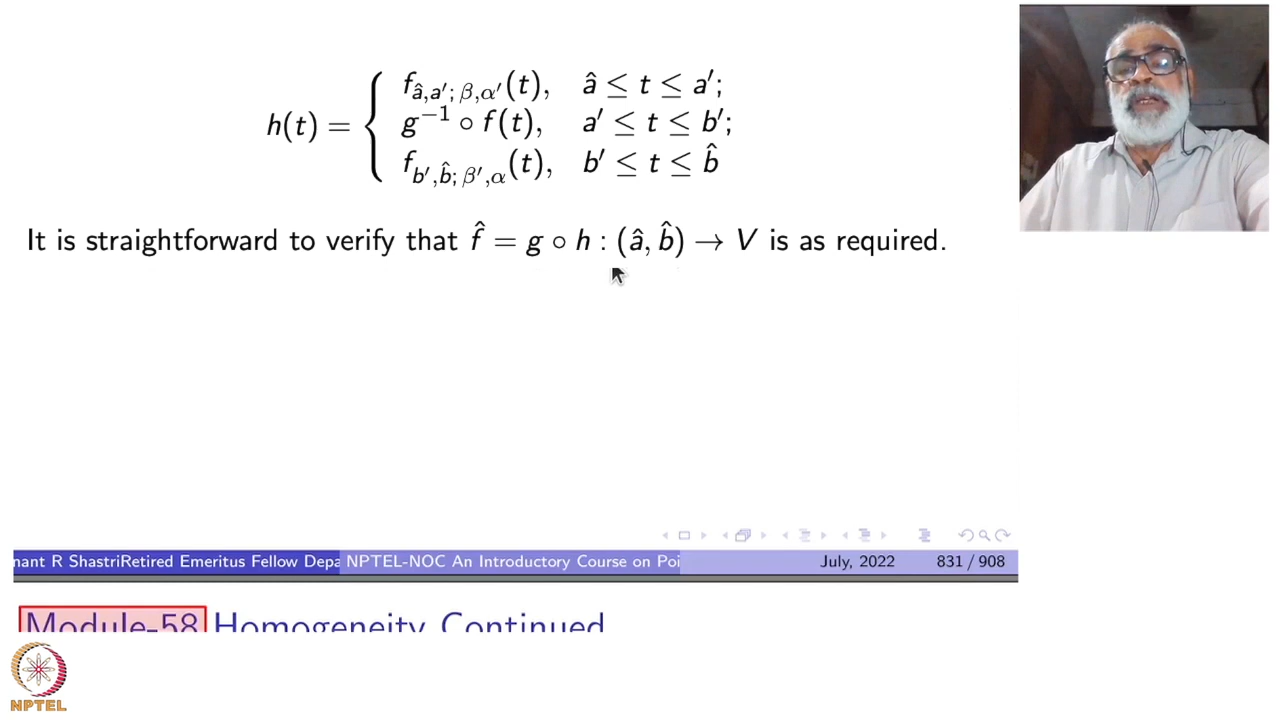 h(t) = { f_{â,a′; β,α′}(t), â ≤ t ≤ a′;
g⁻¹ ∘ f(t), a′ ≤ t ≤ b′;
f_{b′,b̂; β′,α}(t), b′ ≤ t ≤ b̂
It is straightforward to verify that f̂ = g ∘ h : (â, b̂) → V is as required.
nant R ShastriRetired Emeritus Fellow Depa NPTEL-NOC An Introductory Course on Poi July, 2022 831 / 908
Module-58 Homogeneity Continued
NPTEL